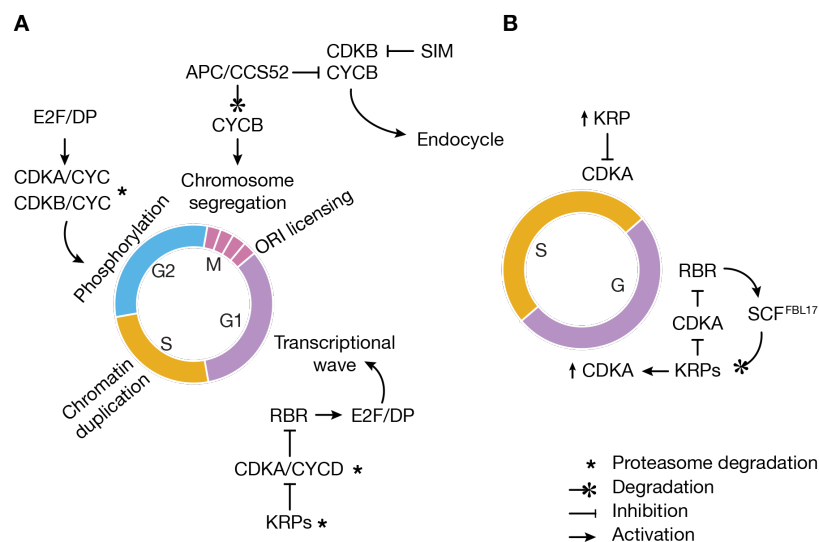 A
CDKB
SIM
APC/CCS52
CYCB
*
CYCB
Endocycle
E2F/DP
CDKA/CYC
CDKB/CYC
*
Chromosome
segregation
Phosphorylation
ORI licensing
G2
M
G1
S
Chromatin
duplication
Transcriptional
wave
RBR
E2F/DP
CDKA/CYCD *
KRPs *
B
KRP
CDKA
S
G
RBR
SCF^FBL17
CDKA
CDKA
KRPs
*
* Proteasome degradation
* Degradation
Inhibition
Activation